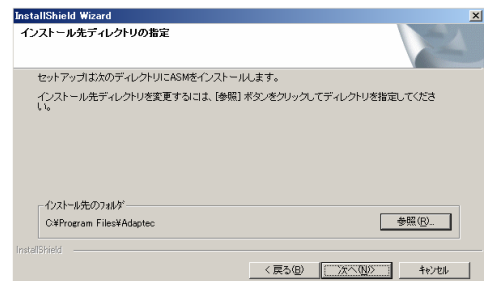 InstallShield Wizard
インストール先ディレクトリの指定
セットアップは次のディレクトリにASMをインストールします。
インストール先ディレクトリを変更するには、[参照] ボタンをクリックしてディレクトリを指定してくださ
い。
インストール先のフォルダ
C:¥Program Files¥Adaptec
参照(R)...
InstallShield
< 戻る(B)
次へ(N)>
キャンセル